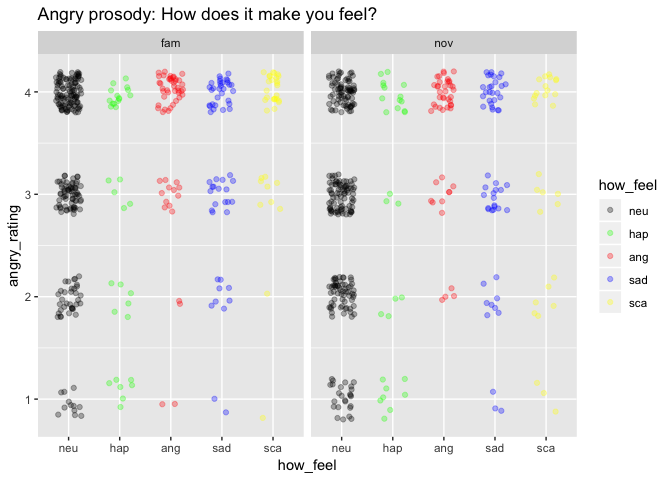 Angry prosody: How does it make you feel?
fam nov
4
3
2
1
angry_rating
neu hap ang sad sca neu hap ang sad sca
how_feel
how_feel
neu
hap
ang
sad
sca